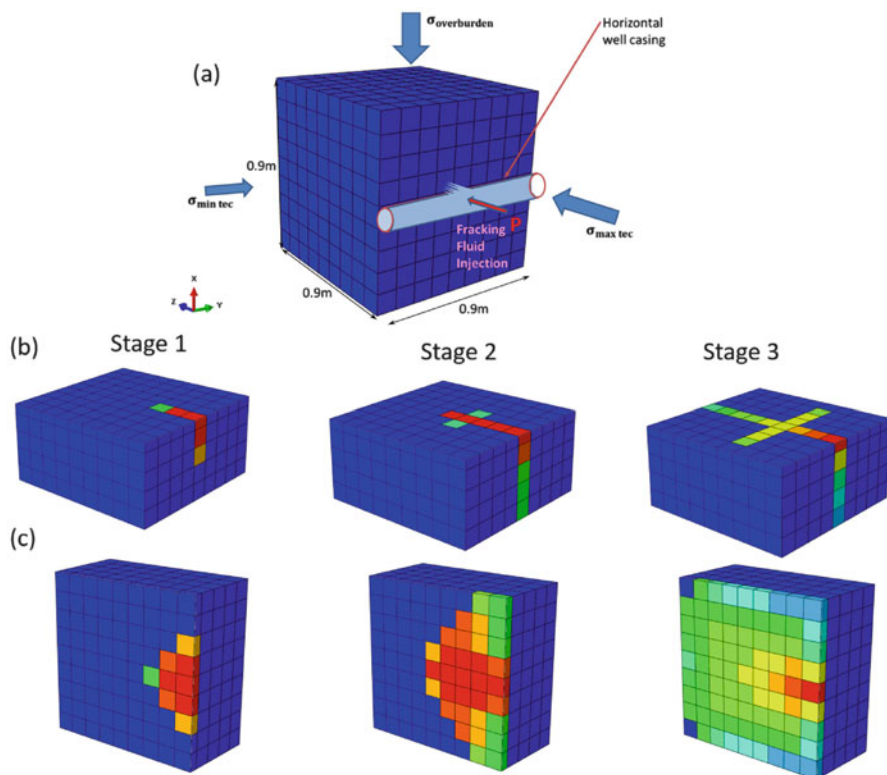 σoverburden
Horizontal
well casing
(a)
0.9m
σmin tec
P
σmax tec
Fracking
Fluid
Injection
0.9m
0.9m
X
Z
Y
(b)
Stage 1
Stage 2
Stage 3
(c)